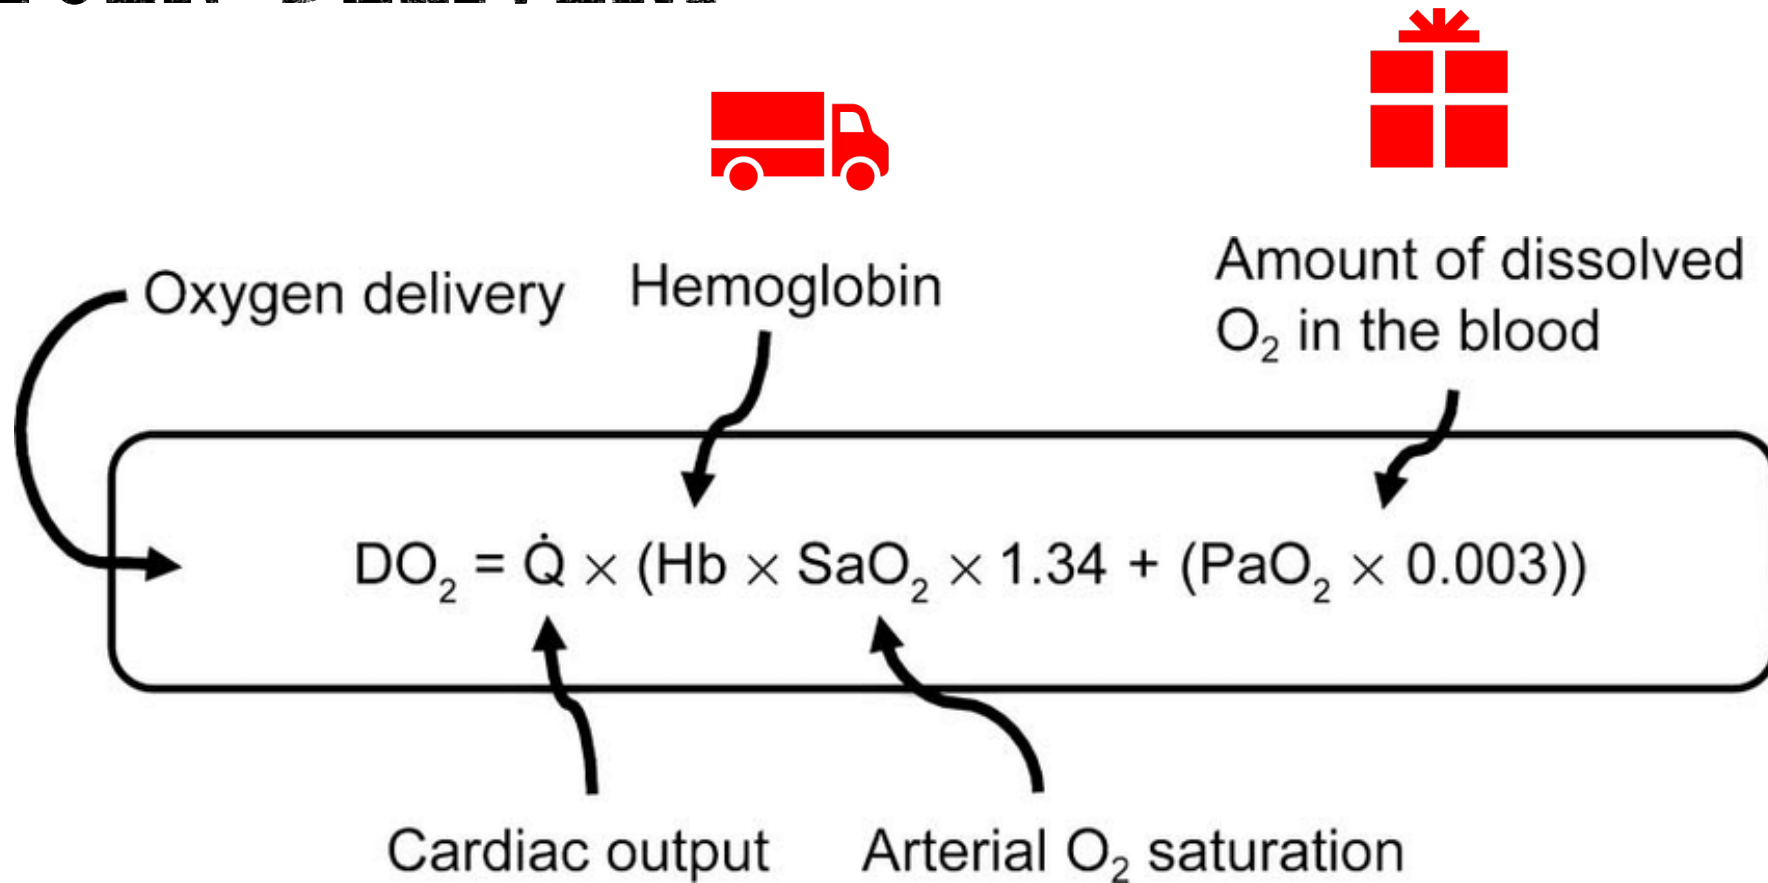 Oxygen delivery
Hemoglobin
Amount of dissolved
O₂ in the blood
DO₂ = Q̇ × (Hb × SaO₂ × 1.34 + (PaO₂ × 0.003))
Cardiac output
Arterial O₂ saturation